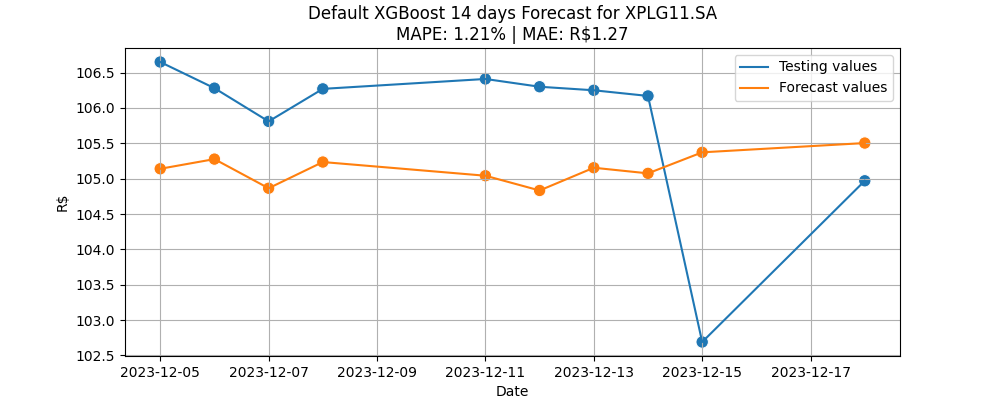 Default XGBoost 14 days Forecast for XPLG11.SA
MAPE: 1.21% | MAE: R$1.27
Testing values
Forecast values
106.5
106.0
105.5
105.0
104.5
104.0
103.5
103.0
102.5
R$
2023-12-05 2023-12-07 2023-12-09 2023-12-11 2023-12-13 2023-12-15 2023-12-17
Date